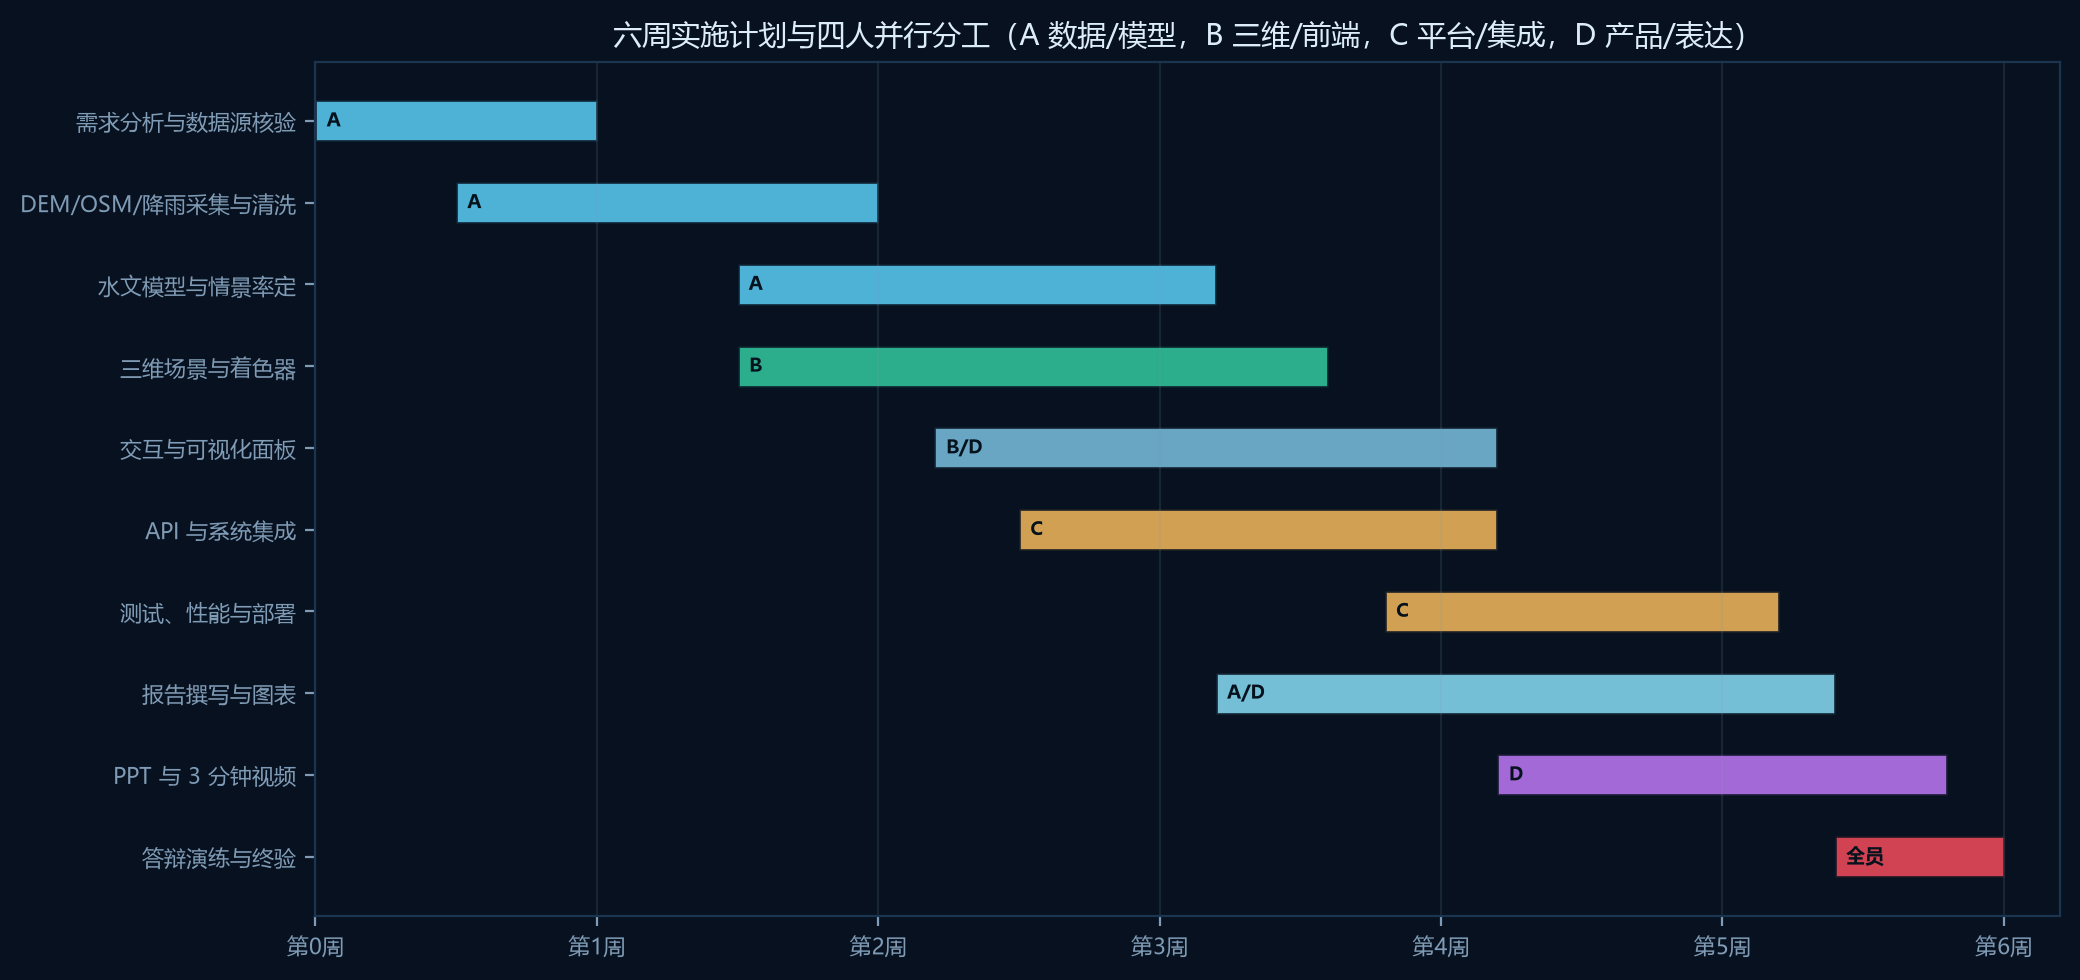 六周实施计划与四人并行分工（A 数据/模型，B 三维/前端，C 平台/集成，D 产品/表达）
需求分析与数据源核验
A
DEM/OSM/降雨采集与清洗
A
水文模型与情景率定
A
三维场景与着色器
B
交互与可视化面板
B/D
API 与系统集成
C
测试、性能与部署
C
报告撰写与图表
A/D
PPT 与 3 分钟视频
D
答辩演练与终验
全员
第0周
第1周
第2周
第3周
第4周
第5周
第6周